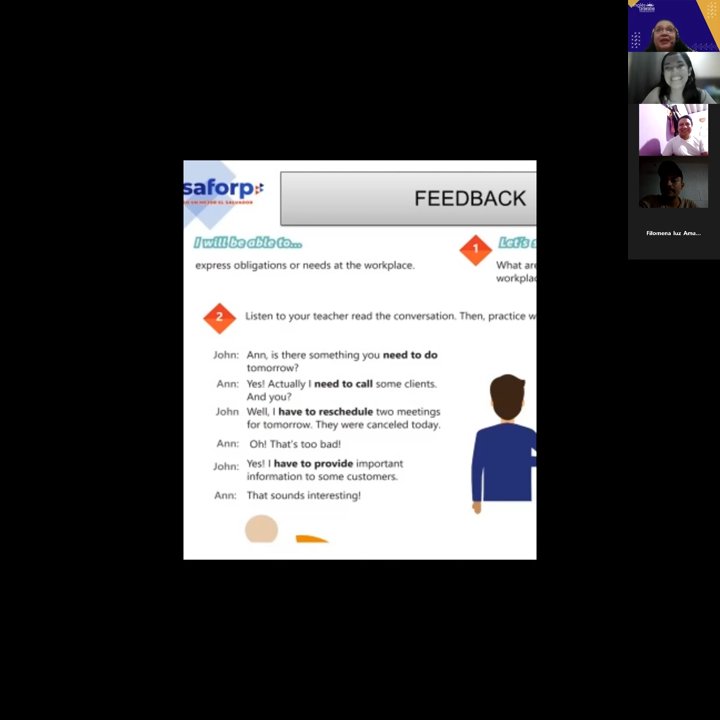 saforp
FEEDBACK
I will be able to...
express obligations or needs at the workplace.
1
Let's
What are
workplac
2
Listen to your teacher read the conversation. Then, practice w
John: Ann, is there something you need to do
tomorrow?
Ann: Yes! Actually I need to call some clients.
And you?
John Well, I have to reschedule two meetings
for tomorrow. They were canceled today.
Ann: Oh! That's too bad!
John: Yes! I have to provide important
information to some customers.
Ann: That sounds interesting!
Filomena luz Ama...